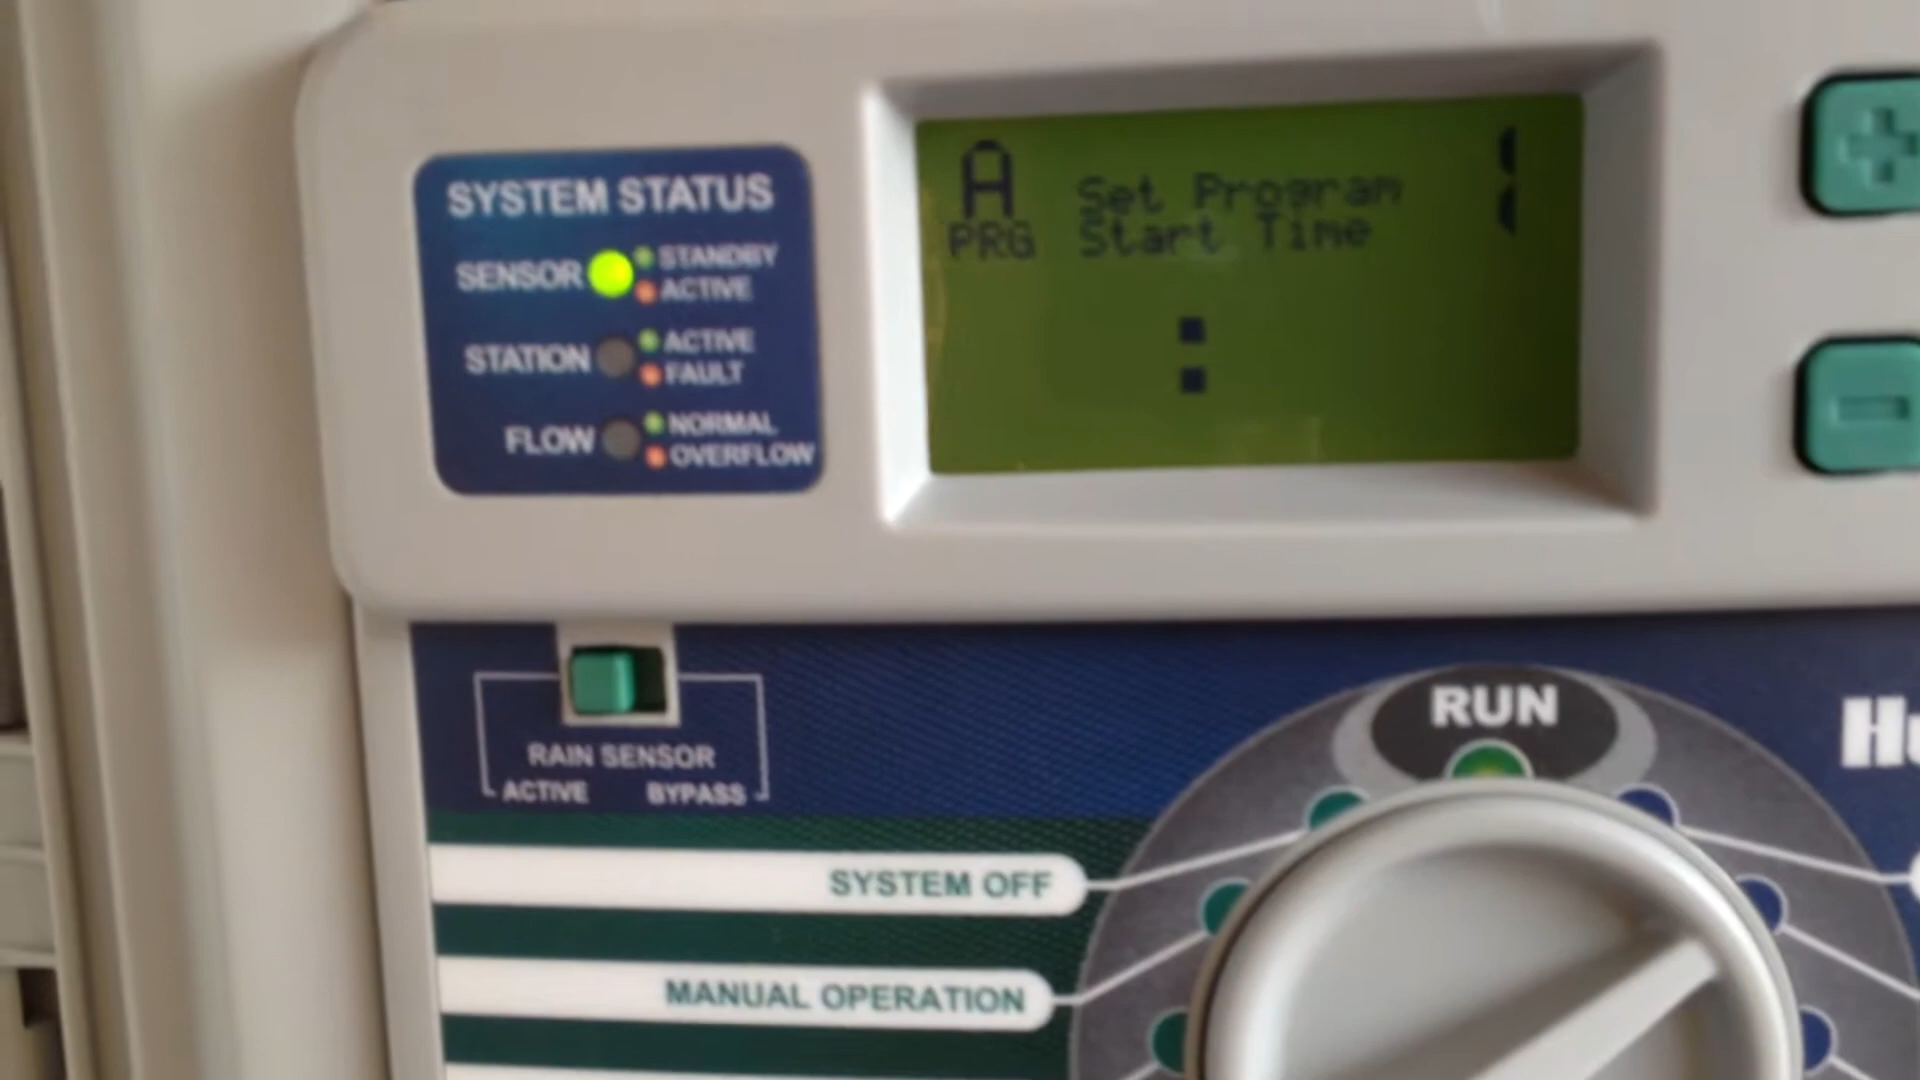 SYSTEM STATUS
SENSOR
STANDBY
ACTIVE
STATION
ACTIVE
FAULT
FLOW
NORMAL
OVERFLOW
A
PRG
Set Program
Start Time
:
RAIN SENSOR
ACTIVE BYPASS
RUN
SYSTEM OFF
MANUAL OPERATION